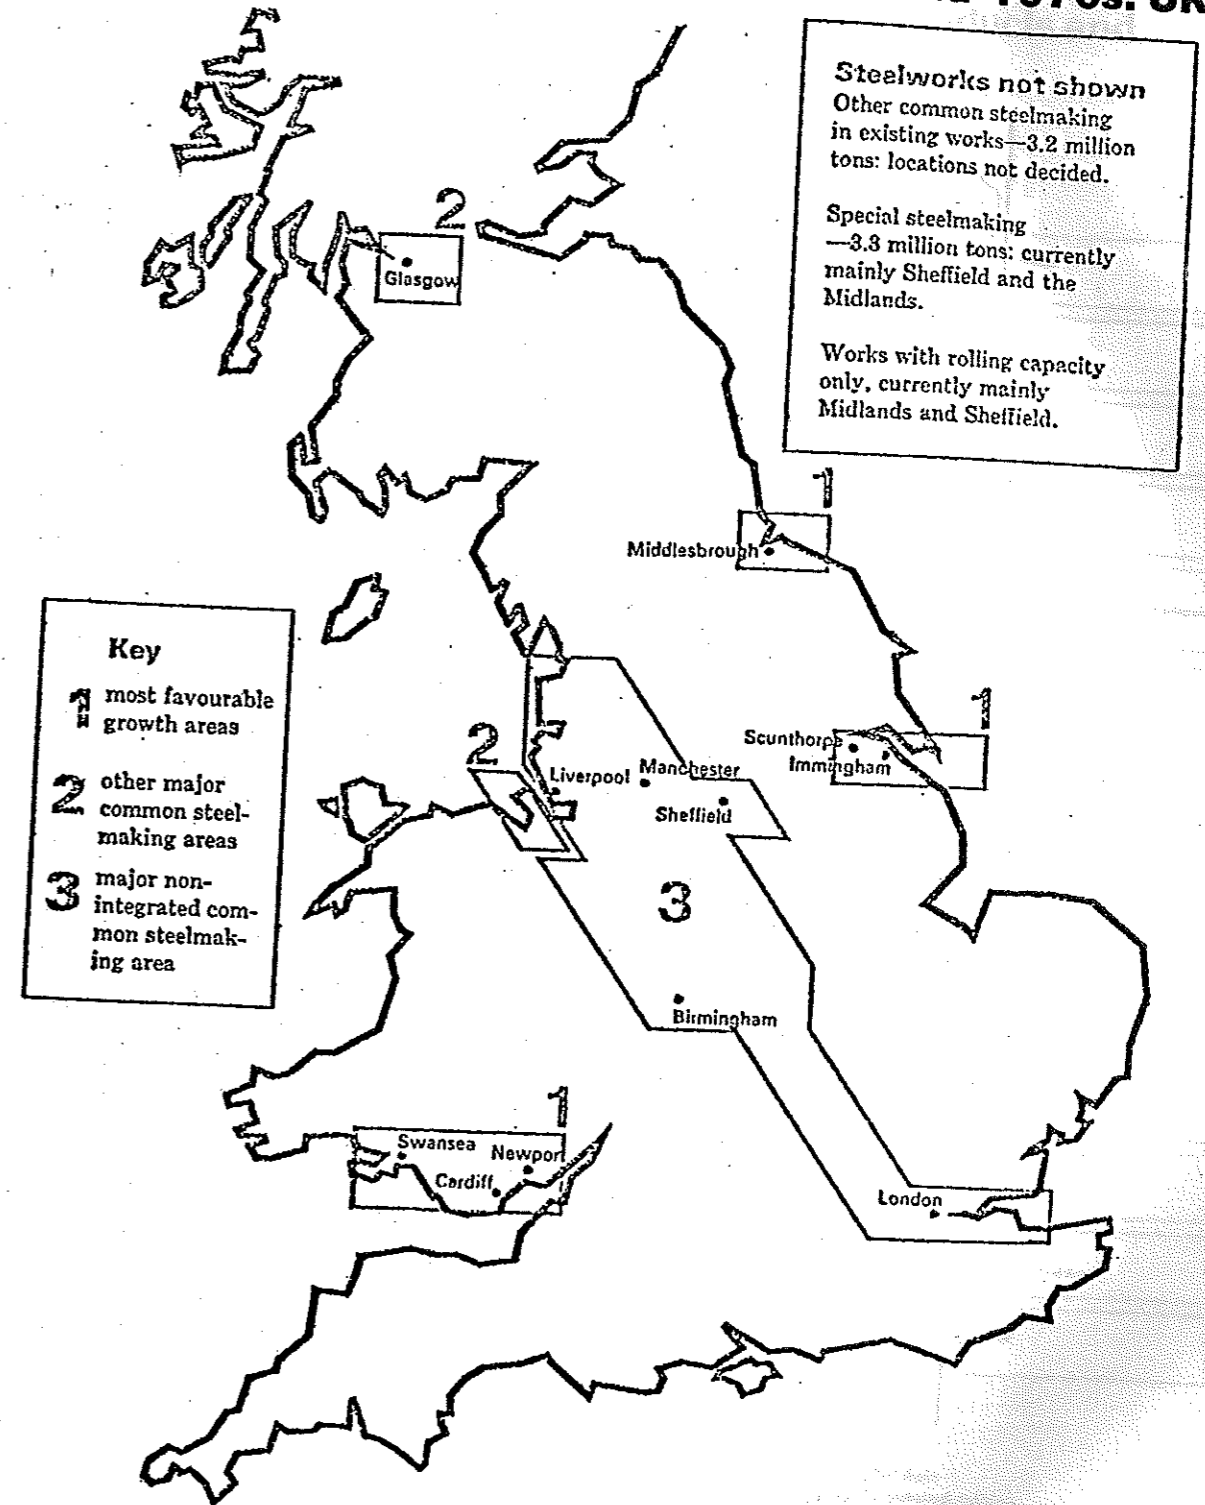 1970s: UK
Steelworks not shown
Other common steelmaking
in existing works—3.2 million
tons: locations not decided.
Special steelmaking
—3.3 million tons: currently
mainly Sheffield and the
Midlands.
Works with rolling capacity
only, currently mainly
Midlands and Sheffield.
2
Glasgow
1
Middlesbrough
Key
1 most favourable
growth areas
2 other major
common steel-
making areas
3 major non-
integrated com-
mon steelmak-
ing area
1
Scunthorpe
Immingham
2
Liverpool
Manchester
Sheffield
3
Birmingham
1
Swansea
Newport
Cardiff
London